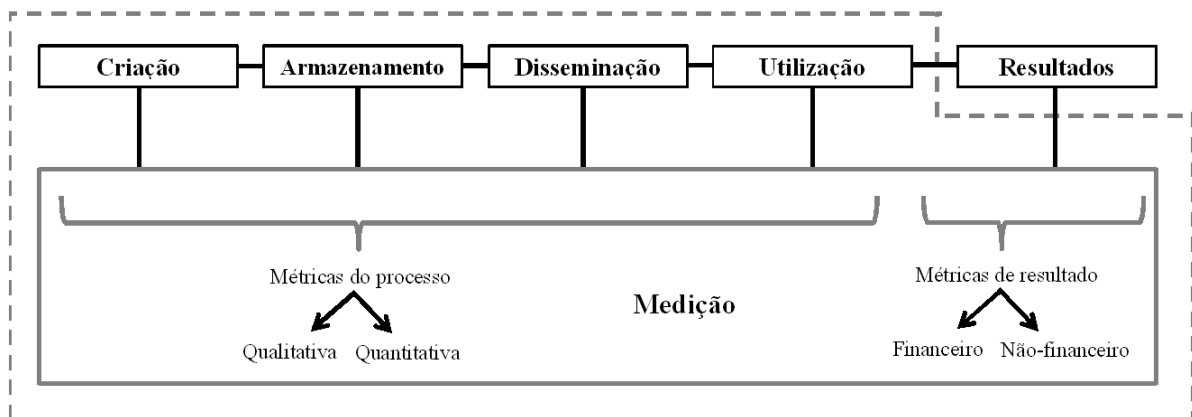 Criação Armazenamento Disseminação Utilização Resultados
Métricas do processo
Qualitativa Quantitativa
Medição
Métricas de resultado
Financeiro Não-financeiro